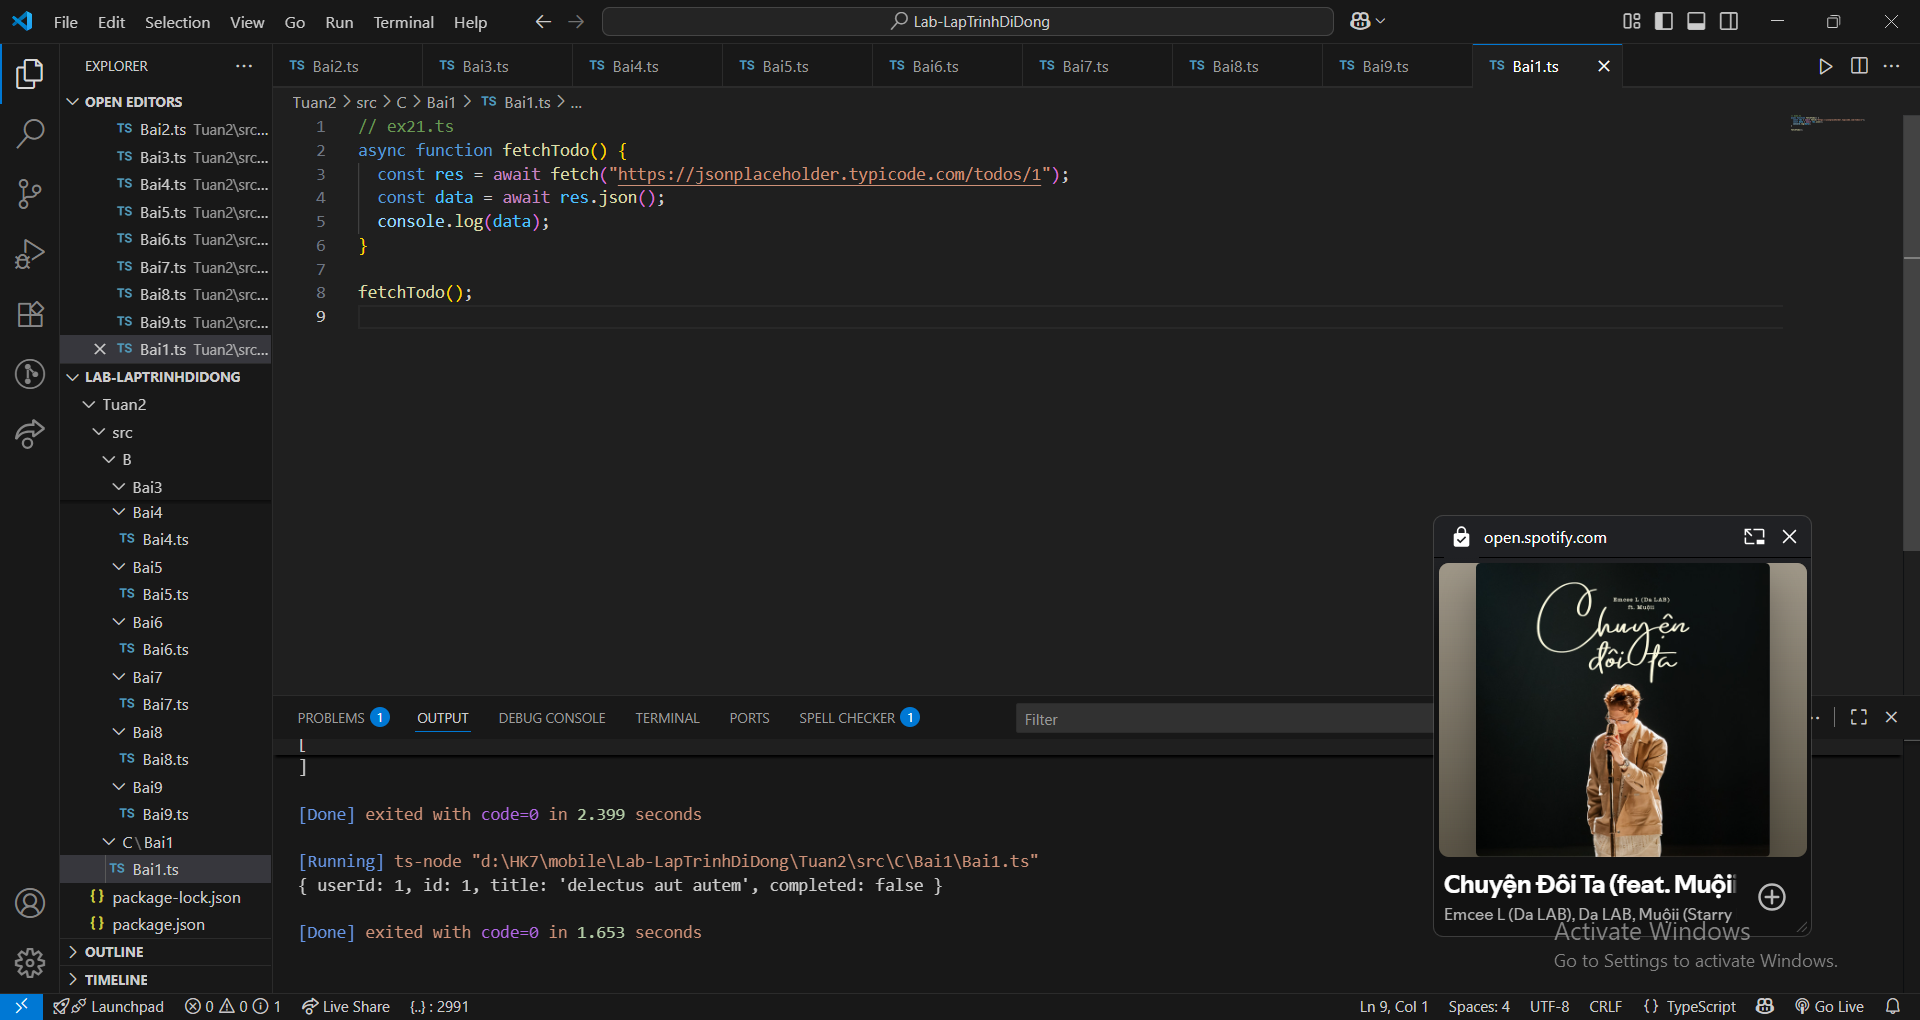 File Edit Selection View Go Run Terminal Help
Lab-LapTrinhDiDong
EXPLORER
OPEN EDITORS
TS Bai2.ts Tuan2\src...
TS Bai3.ts Tuan2\src...
TS Bai4.ts Tuan2\src...
TS Bai5.ts Tuan2\src...
TS Bai6.ts Tuan2\src...
TS Bai7.ts Tuan2\src...
TS Bai8.ts Tuan2\src...
TS Bai9.ts Tuan2\src...
TS Bai1.ts Tuan2\src...
LAB-LAPTRINHDIDONG
Tuan2
src
B
Bai3
Bai4
TS Bai4.ts
Bai5
TS Bai5.ts
Bai6
TS Bai6.ts
Bai7
TS Bai7.ts
Bai8
TS Bai8.ts
Bai9
TS Bai9.ts
C\Bai1
TS Bai1.ts
{} package-lock.json
{} package.json
OUTLINE
TIMELINE
TS Bai2.ts TS Bai3.ts TS Bai4.ts TS Bai5.ts TS Bai6.ts TS Bai7.ts TS Bai8.ts TS Bai9.ts TS Bai1.ts
Tuan2 > src > C > Bai1 > TS Bai1.ts > ...
1 // ex21.ts
2 async function fetchTodo() {
3 const res = await fetch("https://jsonplaceholder.typicode.com/todos/1");
4 const data = await res.json();
5 console.log(data);
6 }
7
8 fetchTodo();
9
PROBLEMS 1 OUTPUT DEBUG CONSOLE TERMINAL PORTS SPELL CHECKER 1 Filter
[
]
[Done] exited with code=0 in 2.399 seconds
[Running] ts-node "d:\HK7\mobile\Lab-LapTrinhDiDong\Tuan2\src\C\Bai1\Bai1.ts"
{ userId: 1, id: 1, title: 'delectus aut autem', completed: false }
[Done] exited with code=0 in 1.653 seconds
open.spotify.com
Emcee L (Da LAB)
ft. Muộii
Chuyện
đôi ta
Chuyện Đôi Ta (feat. Muộii
Emcee L (Da LAB), Da LAB, Muộii (Starry
Activate Windows
Go to Settings to activate Windows.
Launchpad 0 0 1 Live Share {..} : 2991 Ln 9, Col 1 Spaces: 4 UTF-8 CRLF {} TypeScript Go Live